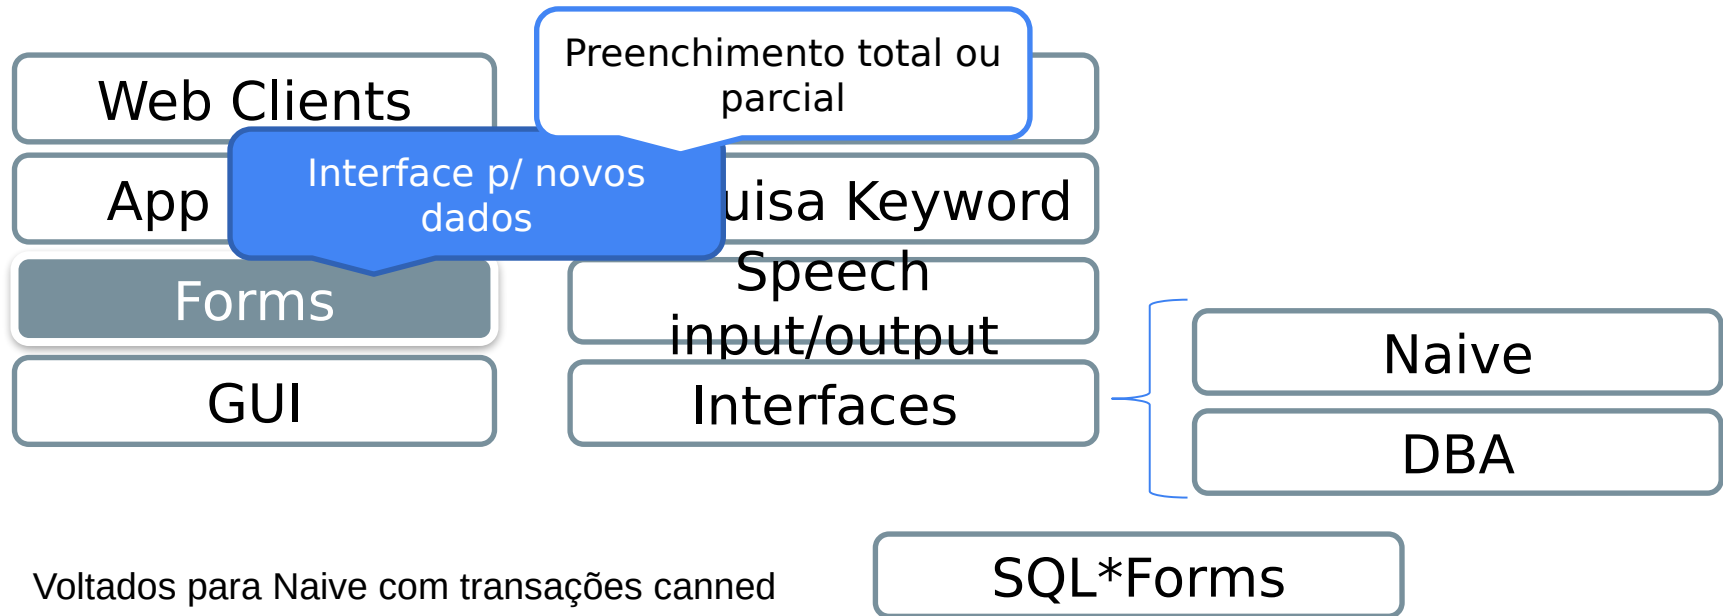 Preenchimento total ou
parcial
Web Clients
Interface p/ novos
dados
App
uisa Keyword
Forms
Speech
input/output
GUI
Interfaces
Naive
DBA
Voltados para Naive com transações canned
SQL*Forms